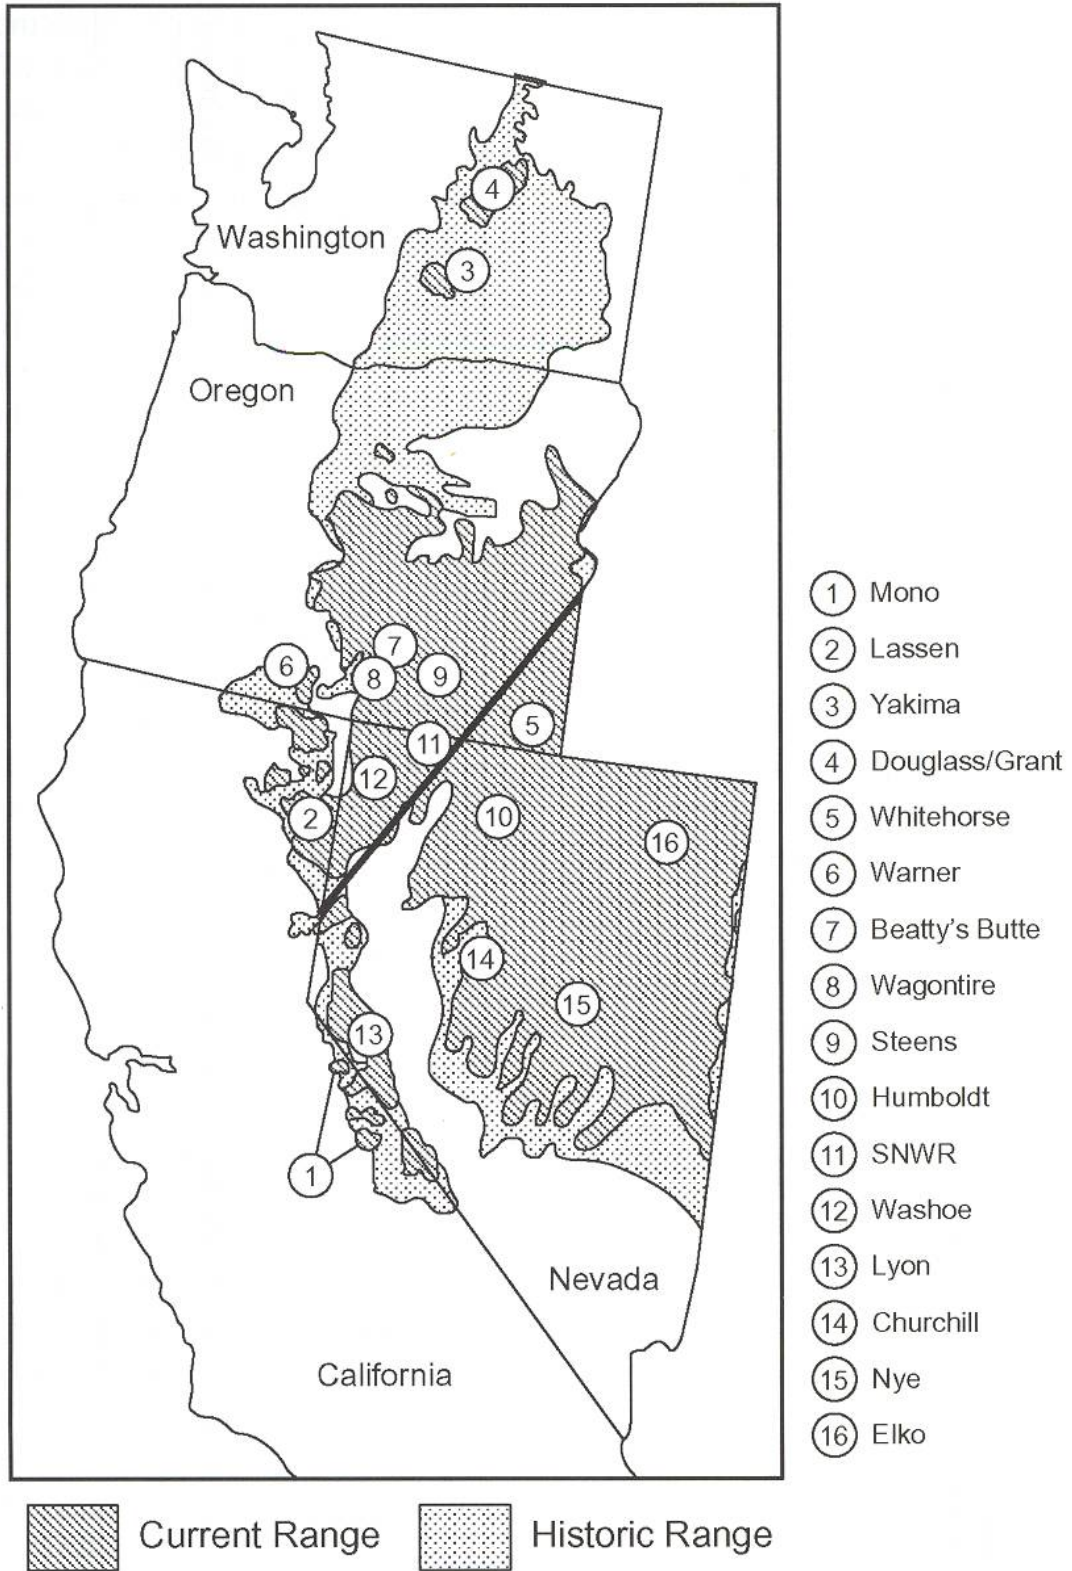 Washington
4
3
Oregon
6
7
8
9
5
11
12
2
10
16
14
15
13
1
Nevada
California
1 Mono
2 Lassen
3 Yakima
4 Douglass/Grant
5 Whitehorse
6 Warner
7 Beatty's Butte
8 Wagontire
9 Steens
10 Humboldt
11 SNWR
12 Washoe
13 Lyon
14 Churchill
15 Nye
16 Elko
Current Range
Historic Range